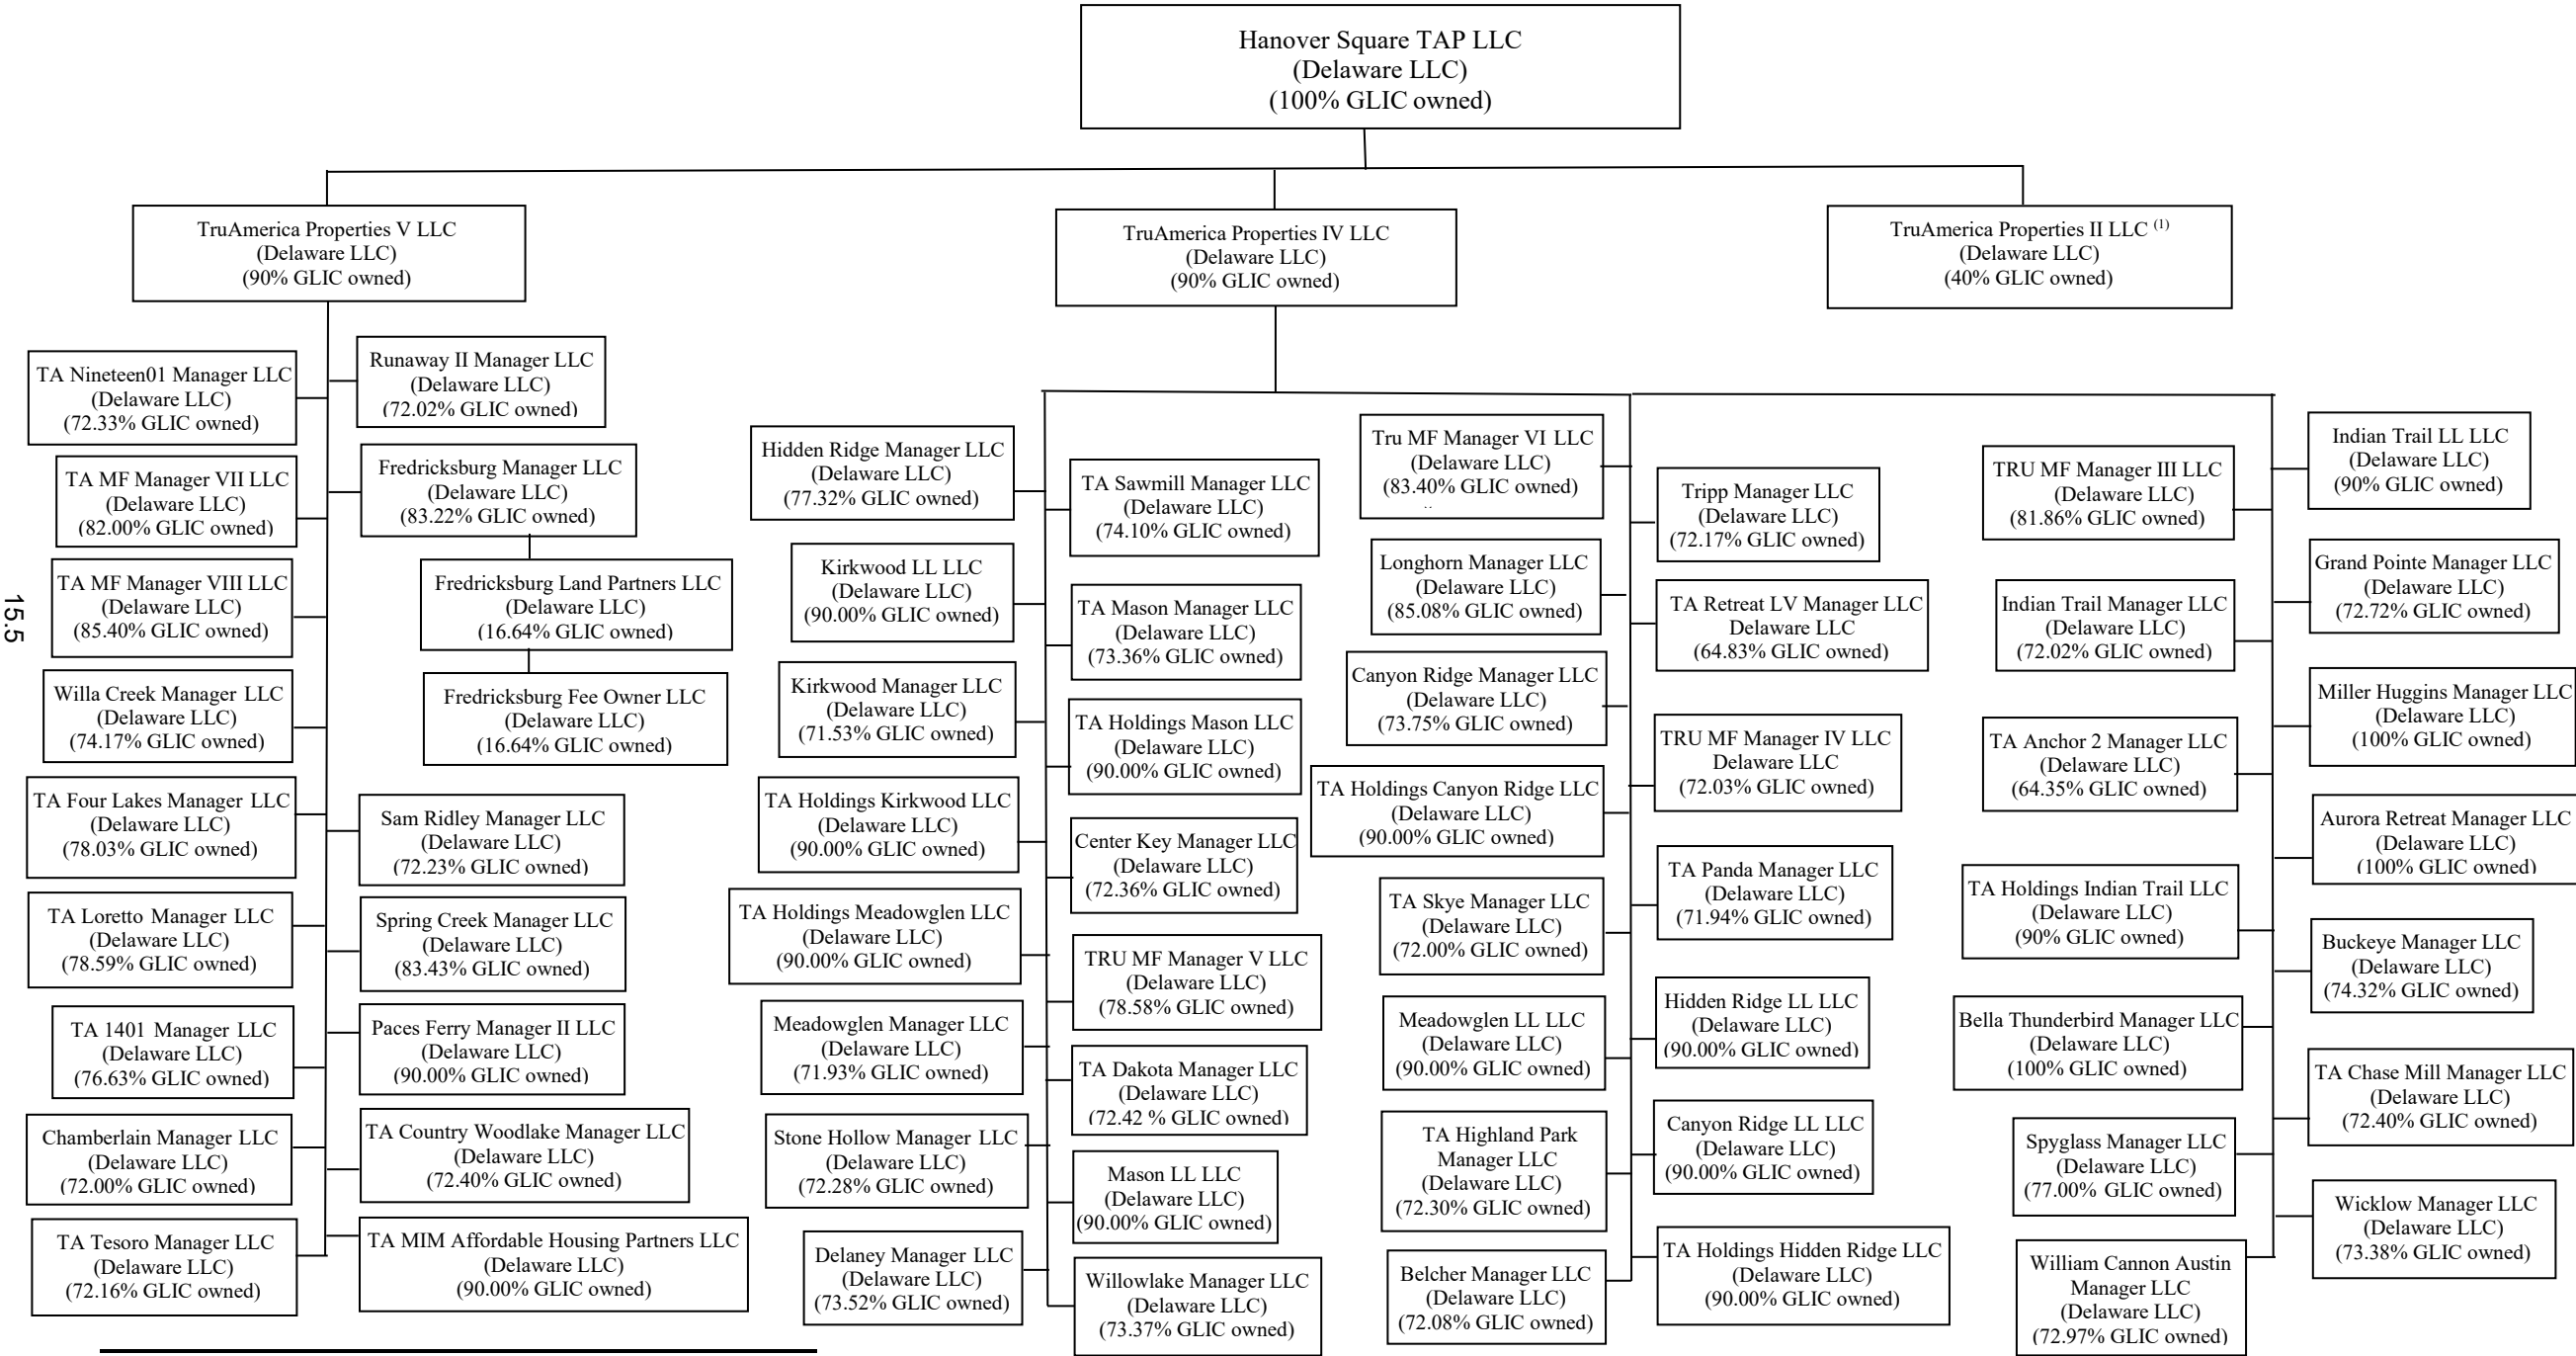 Hanover Square TAP LLC
(Delaware LLC)
(100% GLIC owned)
TruAmerica Properties V LLC
(Delaware LLC)
(90% GLIC owned)
TruAmerica Properties IV LLC
(Delaware LLC)
(90% GLIC owned)
TruAmerica Properties II LLC (1)
(Delaware LLC)
(40% GLIC owned)
TA Nineteen01 Manager LLC
(Delaware LLC)
(72.33% GLIC owned)
TA MF Manager VII LLC
(Delaware LLC)
(82.00% GLIC owned)
TA MF Manager VIII LLC
(Delaware LLC)
(85.40% GLIC owned)
Willa Creek Manager LLC
(Delaware LLC)
(74.17% GLIC owned)
TA Four Lakes Manager LLC
(Delaware LLC)
(78.03% GLIC owned)
TA Loretto Manager LLC
(Delaware LLC)
(78.59% GLIC owned)
TA 1401 Manager LLC
(Delaware LLC)
(76.63% GLIC owned)
Chamberlain Manager LLC
(Delaware LLC)
(72.00% GLIC owned)
TA Tesoro Manager LLC
(Delaware LLC)
(72.16% GLIC owned)
Runaway II Manager LLC
(Delaware LLC)
(72.02% GLIC owned)
Fredricksburg Manager LLC
(Delaware LLC)
(83.22% GLIC owned)
Fredricksburg Land Partners LLC
(Delaware LLC)
(16.64% GLIC owned)
Fredricksburg Fee Owner LLC
(Delaware LLC)
(16.64% GLIC owned)
Sam Ridley Manager LLC
(Delaware LLC)
(72.23% GLIC owned)
Spring Creek Manager LLC
(Delaware LLC)
(83.43% GLIC owned)
Paces Ferry Manager II LLC
(Delaware LLC)
(90.00% GLIC owned)
TA Country Woodlake Manager LLC
(Delaware LLC)
(72.40% GLIC owned)
TA MIM Affordable Housing Partners LLC
(Delaware LLC)
(90.00% GLIC owned)
Hidden Ridge Manager LLC
(Delaware LLC)
(77.32% GLIC owned)
Kirkwood LL LLC
(Delaware LLC)
(90.00% GLIC owned)
Kirkwood Manager LLC
(Delaware LLC)
(71.53% GLIC owned)
TA Holdings Kirkwood LLC
(Delaware LLC)
(90.00% GLIC owned)
TA Holdings Meadowglen LLC
(Delaware LLC)
(90.00% GLIC owned)
Meadowglen Manager LLC
(Delaware LLC)
(71.93% GLIC owned)
Stone Hollow Manager LLC
(Delaware LLC)
(72.28% GLIC owned)
Delaney Manager LLC
(Delaware LLC)
(73.52% GLIC owned)
TA Sawmill Manager LLC
(Delaware LLC)
(74.10% GLIC owned)
TA Mason Manager LLC
(Delaware LLC)
(73.36% GLIC owned)
TA Holdings Mason LLC
(Delaware LLC)
(90.00% GLIC owned)
Center Key Manager LLC
(Delaware LLC)
(72.36% GLIC owned)
TRU MF Manager V LLC
(Delaware LLC)
(78.58% GLIC owned)
TA Dakota Manager LLC
(Delaware LLC)
(72.42 % GLIC owned)
Mason LL LLC
(Delaware LLC)
(90.00% GLIC owned)
Willowlake Manager LLC
(Delaware LLC)
(73.37% GLIC owned)
Tru MF Manager VI LLC
(Delaware LLC)
(83.40% GLIC owned)
Longhorn Manager LLC
(Delaware LLC)
(85.08% GLIC owned)
Canyon Ridge Manager LLC
(Delaware LLC)
(73.75% GLIC owned)
TA Holdings Canyon Ridge LLC
(Delaware LLC)
(90.00% GLIC owned)
TA Skye Manager LLC
(Delaware LLC)
(72.00% GLIC owned)
Meadowglen LL LLC
(Delaware LLC)
(90.00% GLIC owned)
TA Highland Park
Manager LLC
(Delaware LLC)
(72.30% GLIC owned)
Belcher Manager LLC
(Delaware LLC)
(72.08% GLIC owned)
Tripp Manager LLC
(Delaware LLC)
(72.17% GLIC owned)
TA Retreat LV Manager LLC
Delaware LLC
(64.83% GLIC owned)
TRU MF Manager IV LLC
Delaware LLC
(72.03% GLIC owned)
TA Panda Manager LLC
(Delaware LLC)
(71.94% GLIC owned)
Hidden Ridge LL LLC
(Delaware LLC)
(90.00% GLIC owned)
Canyon Ridge LL LLC
(Delaware LLC)
(90.00% GLIC owned)
TA Holdings Hidden Ridge LLC
(Delaware LLC)
(90.00% GLIC owned)
TRU MF Manager III LLC
(Delaware LLC)
(81.86% GLIC owned)
Indian Trail Manager LLC
(Delaware LLC)
(72.02% GLIC owned)
TA Anchor 2 Manager LLC
(Delaware LLC)
(64.35% GLIC owned)
TA Holdings Indian Trail LLC
(Delaware LLC)
(90% GLIC owned)
Bella Thunderbird Manager LLC
(Delaware LLC)
(100% GLIC owned)
Spyglass Manager LLC
(Delaware LLC)
(77.00% GLIC owned)
William Cannon Austin
Manager LLC
(Delaware LLC)
(72.97% GLIC owned)
Indian Trail LL LLC
(Delaware LLC)
(90% GLIC owned)
Grand Pointe Manager LLC
(Delaware LLC)
(72.72% GLIC owned)
Miller Huggins Manager LLC
(Delaware LLC)
(100% GLIC owned)
Aurora Retreat Manager LLC
(Delaware LLC)
(100% GLIC owned)
Buckeye Manager LLC
(Delaware LLC)
(74.32% GLIC owned)
TA Chase Mill Manager LLC
(Delaware LLC)
(72.40% GLIC owned)
Wicklow Manager LLC
(Delaware LLC)
(73.38% GLIC owned)
15.5